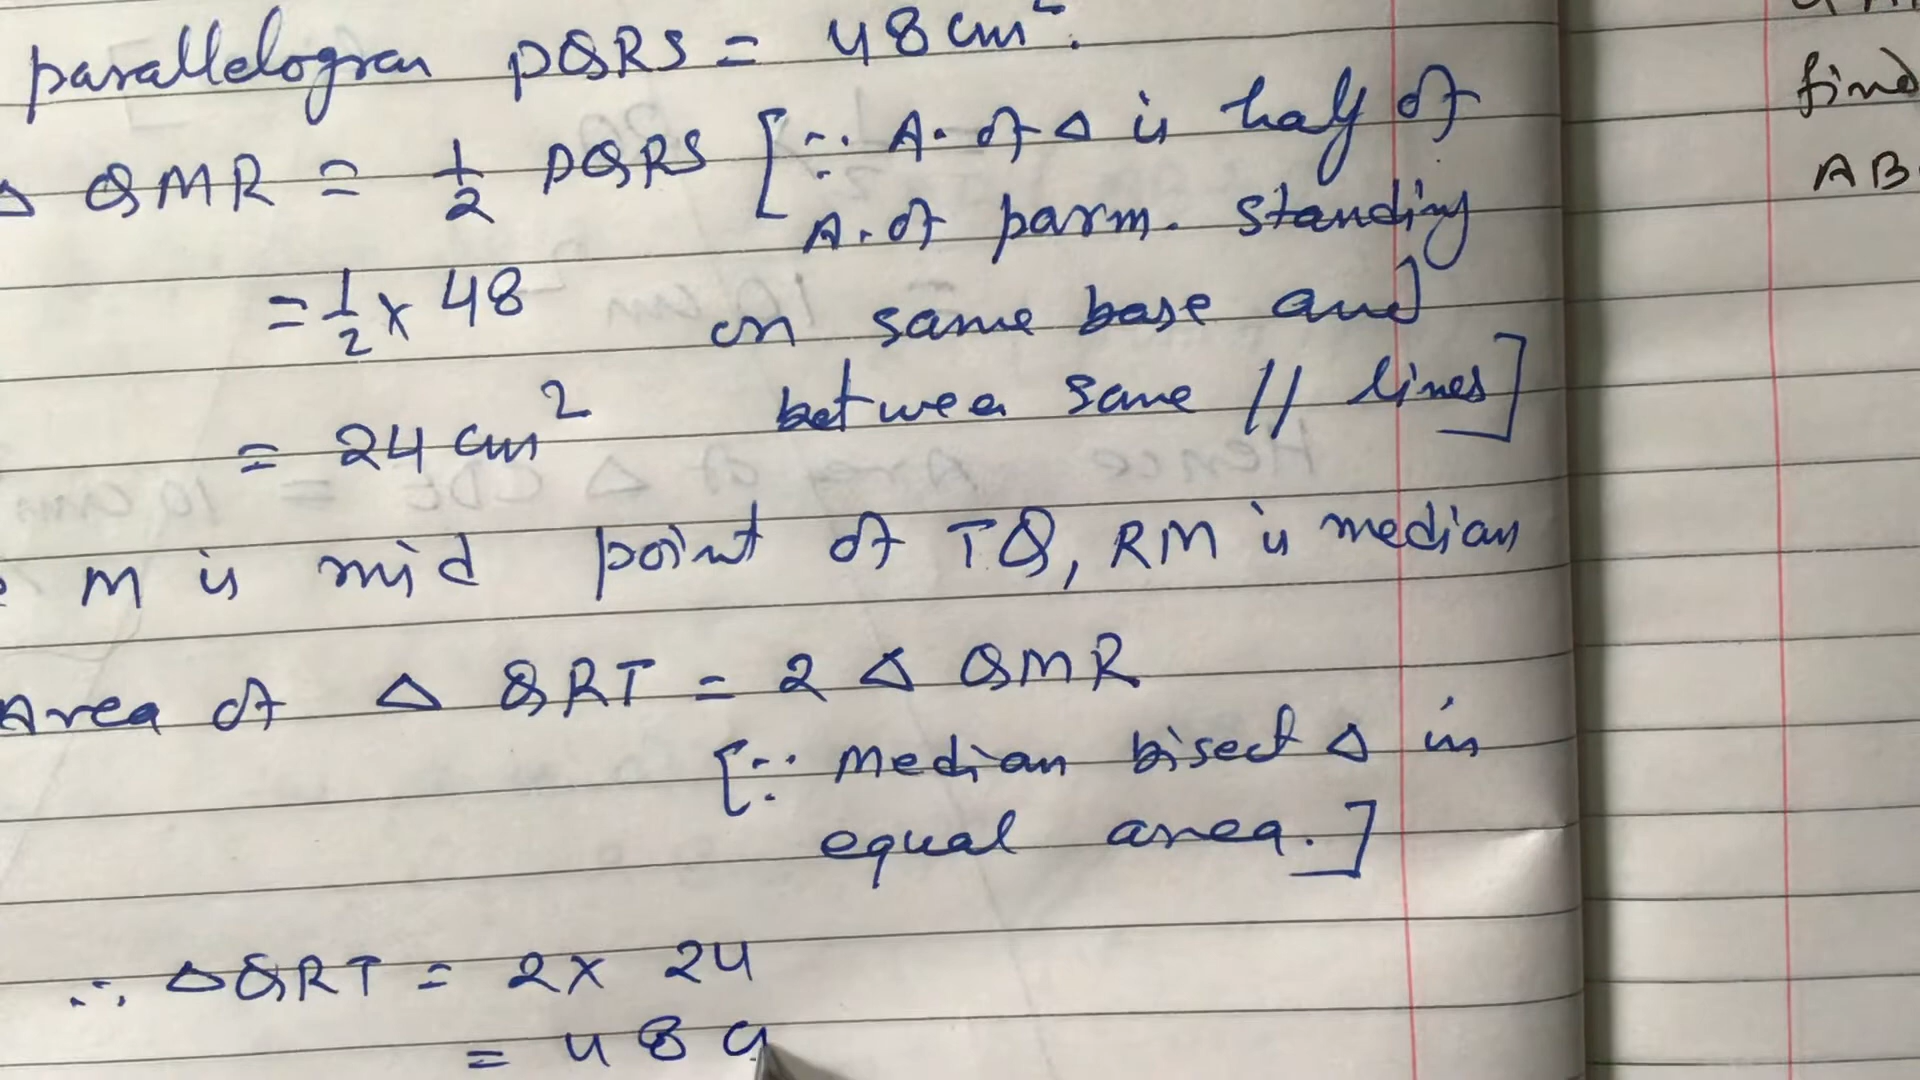 parallelogram PQRS = 48 cm².
△ QMR = 1/2 PQRS [∵ A. of △ is half of
A. of parm. standing
= 1/2 × 48 on same base and
= 24 cm² between same // lines]
M is mid point of TQ, RM is median
Area of △ QRT = 2 △ QMR
[∵ Median bisect △ in
equal area.]
∴ △QRT = 2 × 24
= 48 c
find
AB